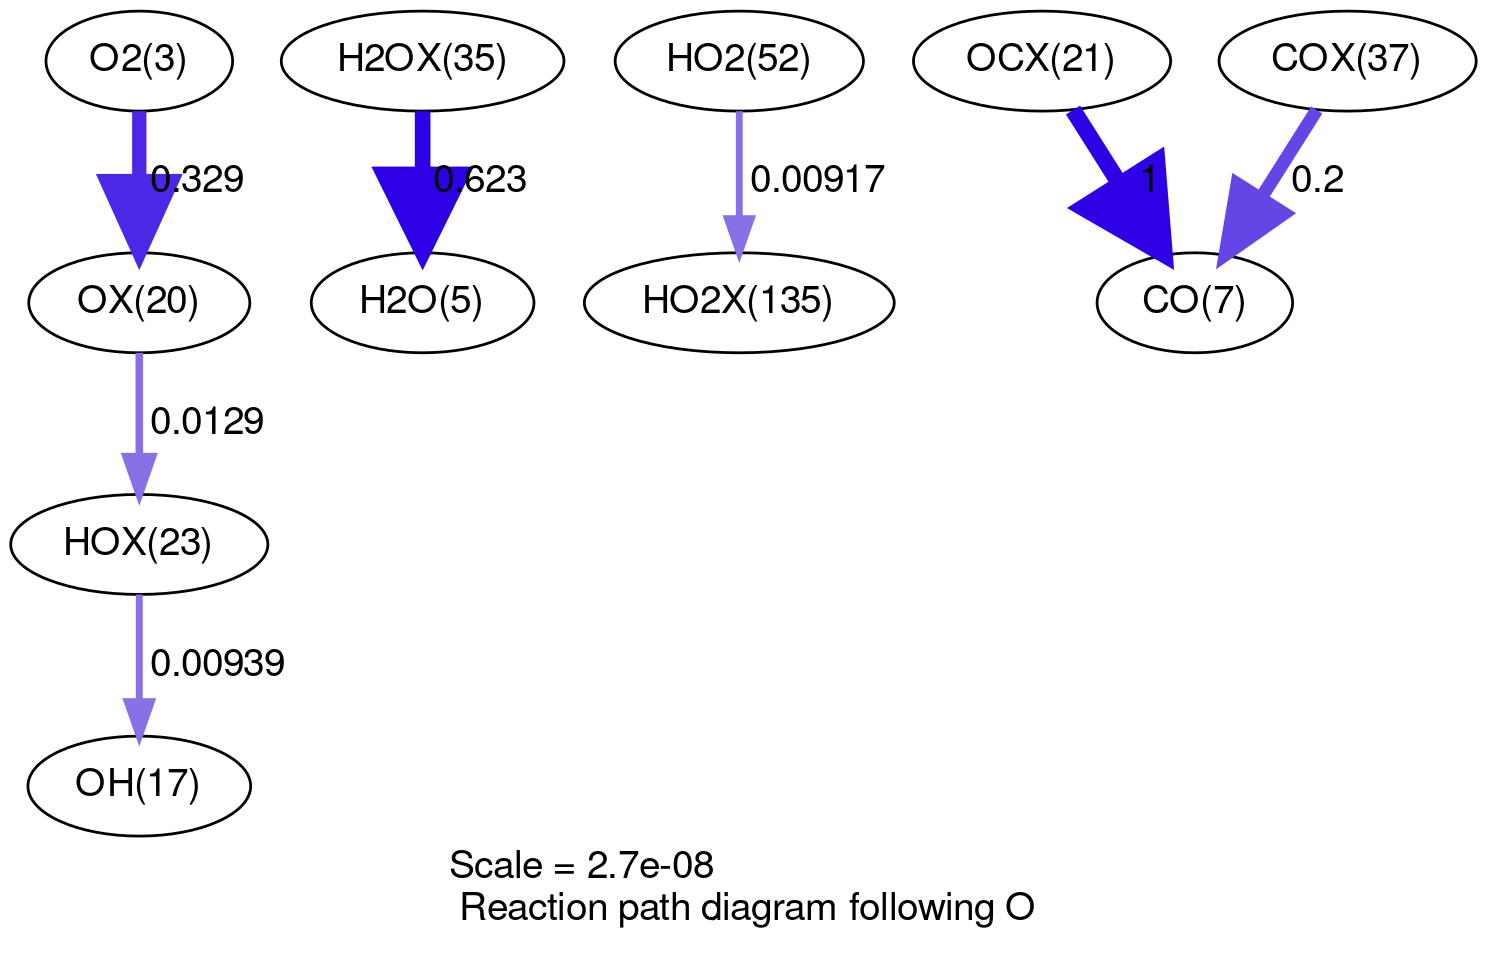 O2(3)
H2OX(35)
HO2(52)
OCX(21)
COX(37)
0.329
0.623
0.00917
1
0.2
OX(20)
H2O(5)
HO2X(135)
CO(7)
0.0129
HOX(23)
0.00939
OH(17)
Scale = 2.7e-08
Reaction path diagram following O